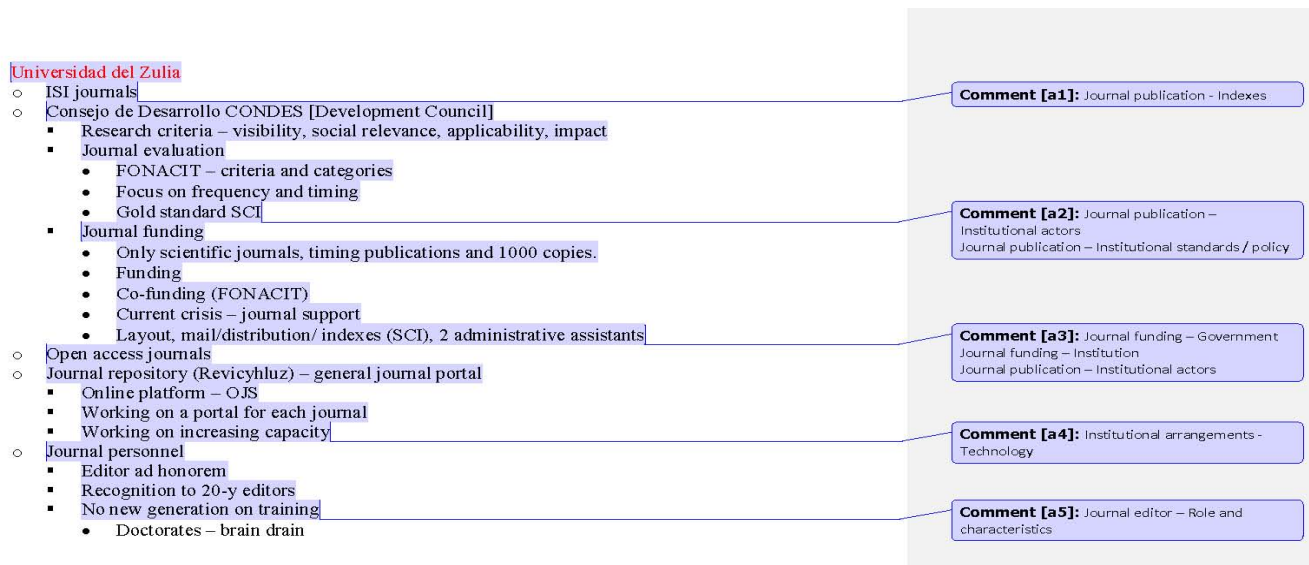 Universidad del Zulia
○ ISI journals
○ Consejo de Desarrollo CONDES [Development Council]
▪ Research criteria – visibility, social relevance, applicability, impact
▪ Journal evaluation
• FONACIT – criteria and categories
• Focus on frequency and timing
• Gold standard SCI
▪ Journal funding
• Only scientific journals, timing publications and 1000 copies.
• Funding
• Co-funding (FONACIT)
• Current crisis – journal support
• Layout, mail/distribution/ indexes (SCI), 2 administrative assistants
○ Open access journals
○ Journal repository (Revicyhluz) – general journal portal
▪ Online platform – OJS
▪ Working on a portal for each journal
▪ Working on increasing capacity
○ Journal personnel
▪ Editor ad honorem
▪ Recognition to 20-y editors
▪ No new generation on training
• Doctorates – brain drain
Comment [a1]: Journal publication - Indexes
Comment [a2]: Journal publication –
Institutional actors
Journal publication – Institutional standards / policy
Comment [a3]: Journal funding – Government
Journal funding – Institution
Journal publication – Institutional actors
Comment [a4]: Institutional arrangements -
Technology
Comment [a5]: Journal editor – Role and
characteristics